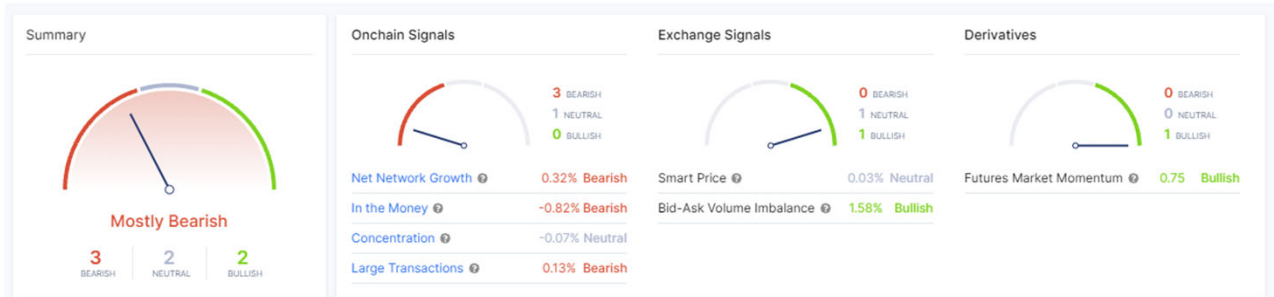 Summary
Mostly Bearish
3 BEARISH
2 NEUTRAL
2 BULLISH
Onchain Signals
3 BEARISH
1 NEUTRAL
0 BULLISH
Net Network Growth 0.32% Bearish
In the Money -0.82% Bearish
Concentration -0.07% Neutral
Large Transactions 0.13% Bearish
Exchange Signals
0 BEARISH
1 NEUTRAL
1 BULLISH
Smart Price 0.03% Neutral
Bid-Ask Volume Imbalance 1.58% Bullish
Derivatives
0 BEARISH
0 NEUTRAL
1 BULLISH
Futures Market Momentum 0.75 Bullish